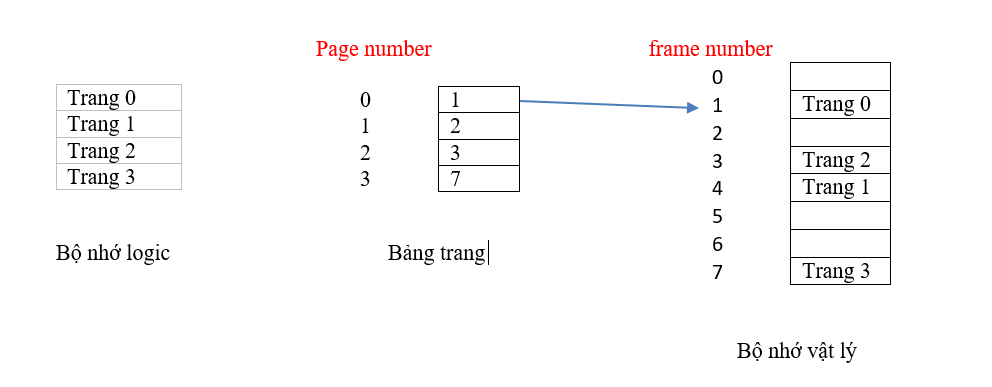 Page number
frame number
Trang 0
Trang 1
Trang 2
Trang 3
0 1
1 2
2 3
3 7
0
1 Trang 0
2
3 Trang 2
4 Trang 1
5
6
7 Trang 3
Bộ nhớ logic
Bảng trang
Bộ nhớ vật lý